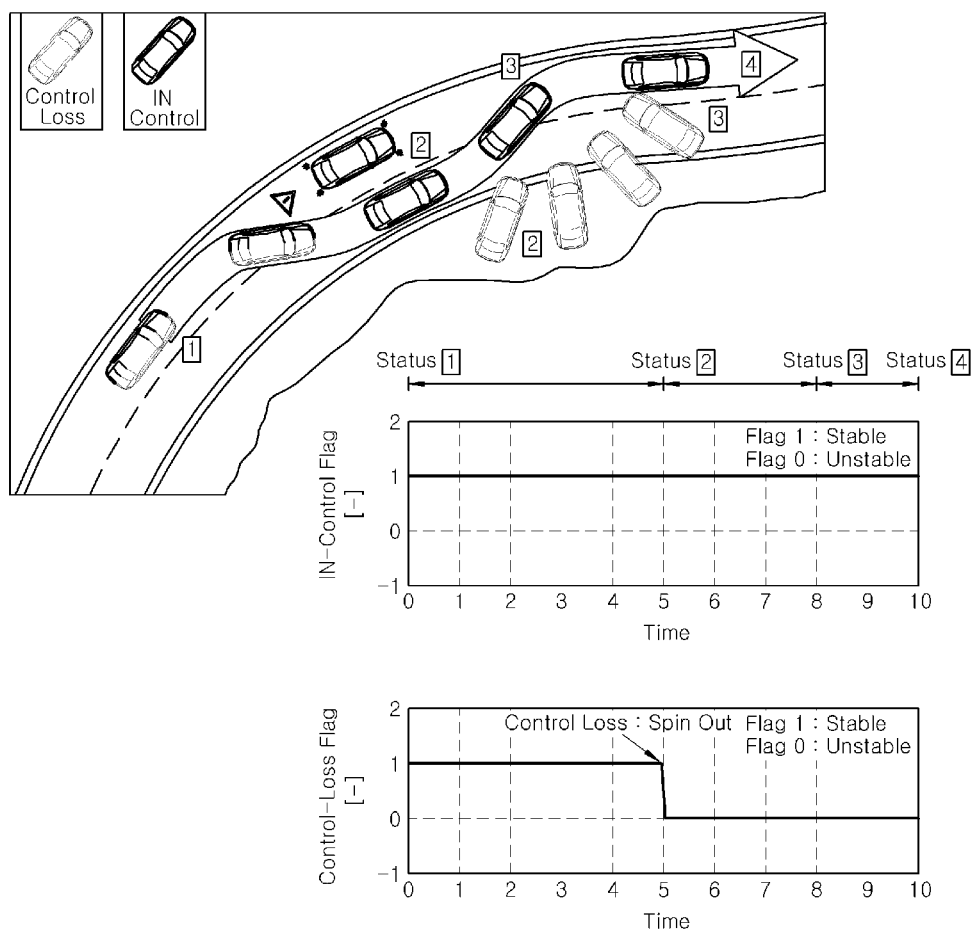 Control
Loss
IN
Control
3
4
2
3
2
1
Status 1
Status 2
Status 3
Status 4
IN-Control Flag
[-]
2
1
0
-1
Flag 1 : Stable
Flag 0 : Unstable
0 1 2 3 4 5 6 7 8 9 10
Time
Control-Loss Flag
[-]
2
1
0
-1
Control Loss : Spin Out
Flag 1 : Stable
Flag 0 : Unstable
0 1 2 3 4 5 6 7 8 9 10
Time